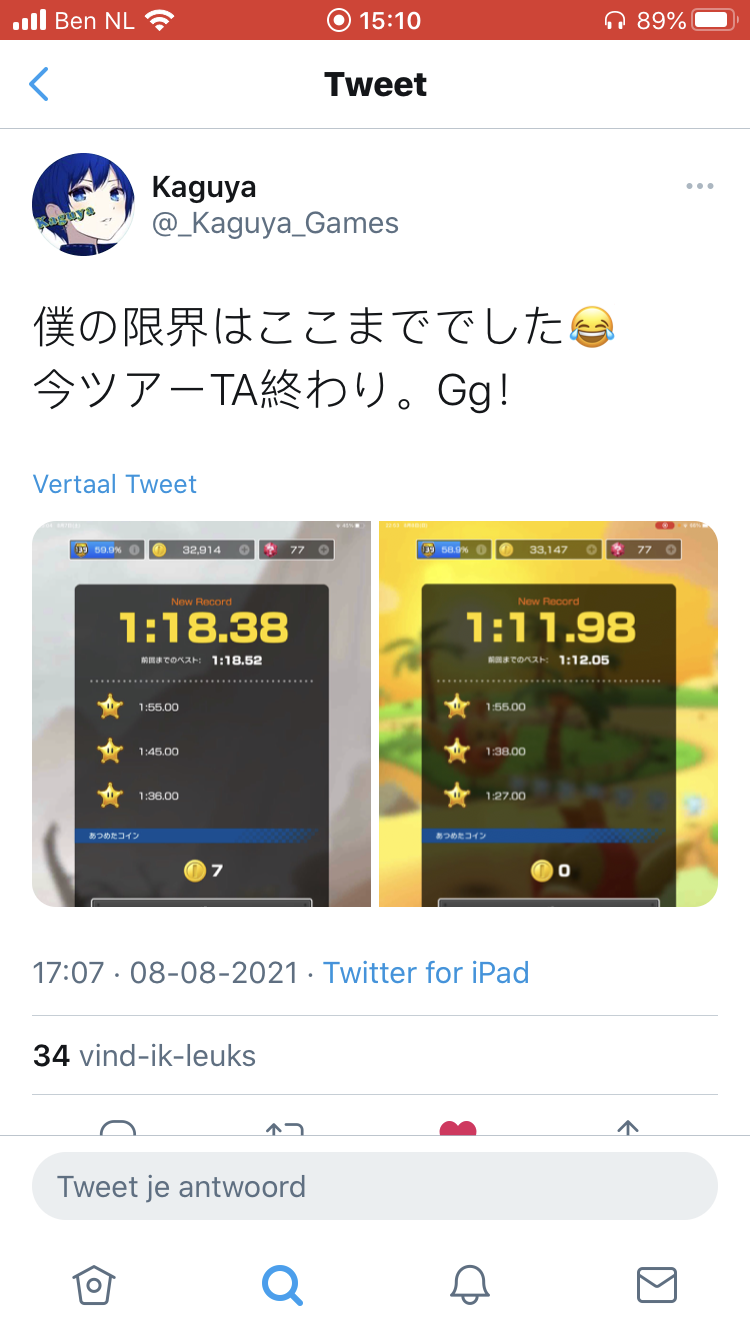 Ben NL 15:10 89%
Tweet
Kaguya
Kaguya
@_Kaguya_Games
僕の限界はここまででした😂
今ツアーTA終わり。Gg！
Vertaal Tweet
59.9% 32,914 77
New Record
1:18.38
前回までのベスト： 1:18.52
1:55.00
1:45.00
1:36.00
あつめたコイン
7
58.9% 33,147 77
New Record
1:11.98
前回までのベスト： 1:12.05
1:55.00
1:38.00
1:27.00
あつめたコイン
0
17:07 · 08-08-2021 · Twitter for iPad
34 vind-ik-leuks
Tweet je antwoord